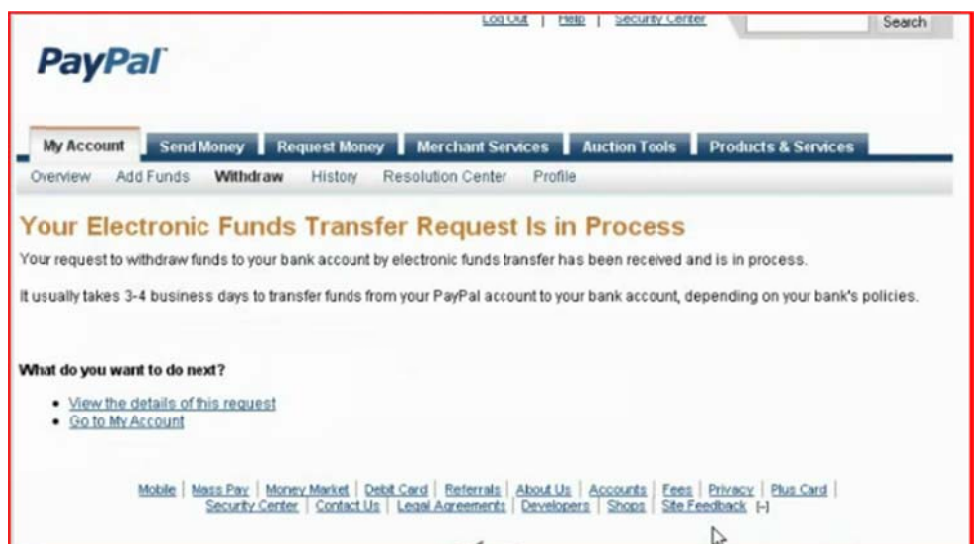 Log Out | Help | Security Center Search
PayPal
My Account Send Money Request Money Merchant Services Auction Tools Products & Services
Overview Add Funds Withdraw History Resolution Center Profile
Your Electronic Funds Transfer Request Is in Process
Your request to withdraw funds to your bank account by electronic funds transfer has been received and is in process.
It usually takes 3-4 business days to transfer funds from your PayPal account to your bank account, depending on your bank's policies.
What do you want to do next?
• View the details of this request
• Go to My Account
Mobile | Mass Pay | Money Market | Debit Card | Referrals | About Us | Accounts | Fees | Privacy | Plus Card |
Security Center | Contact Us | Legal Agreements | Developers | Shops | Site Feedback [-]